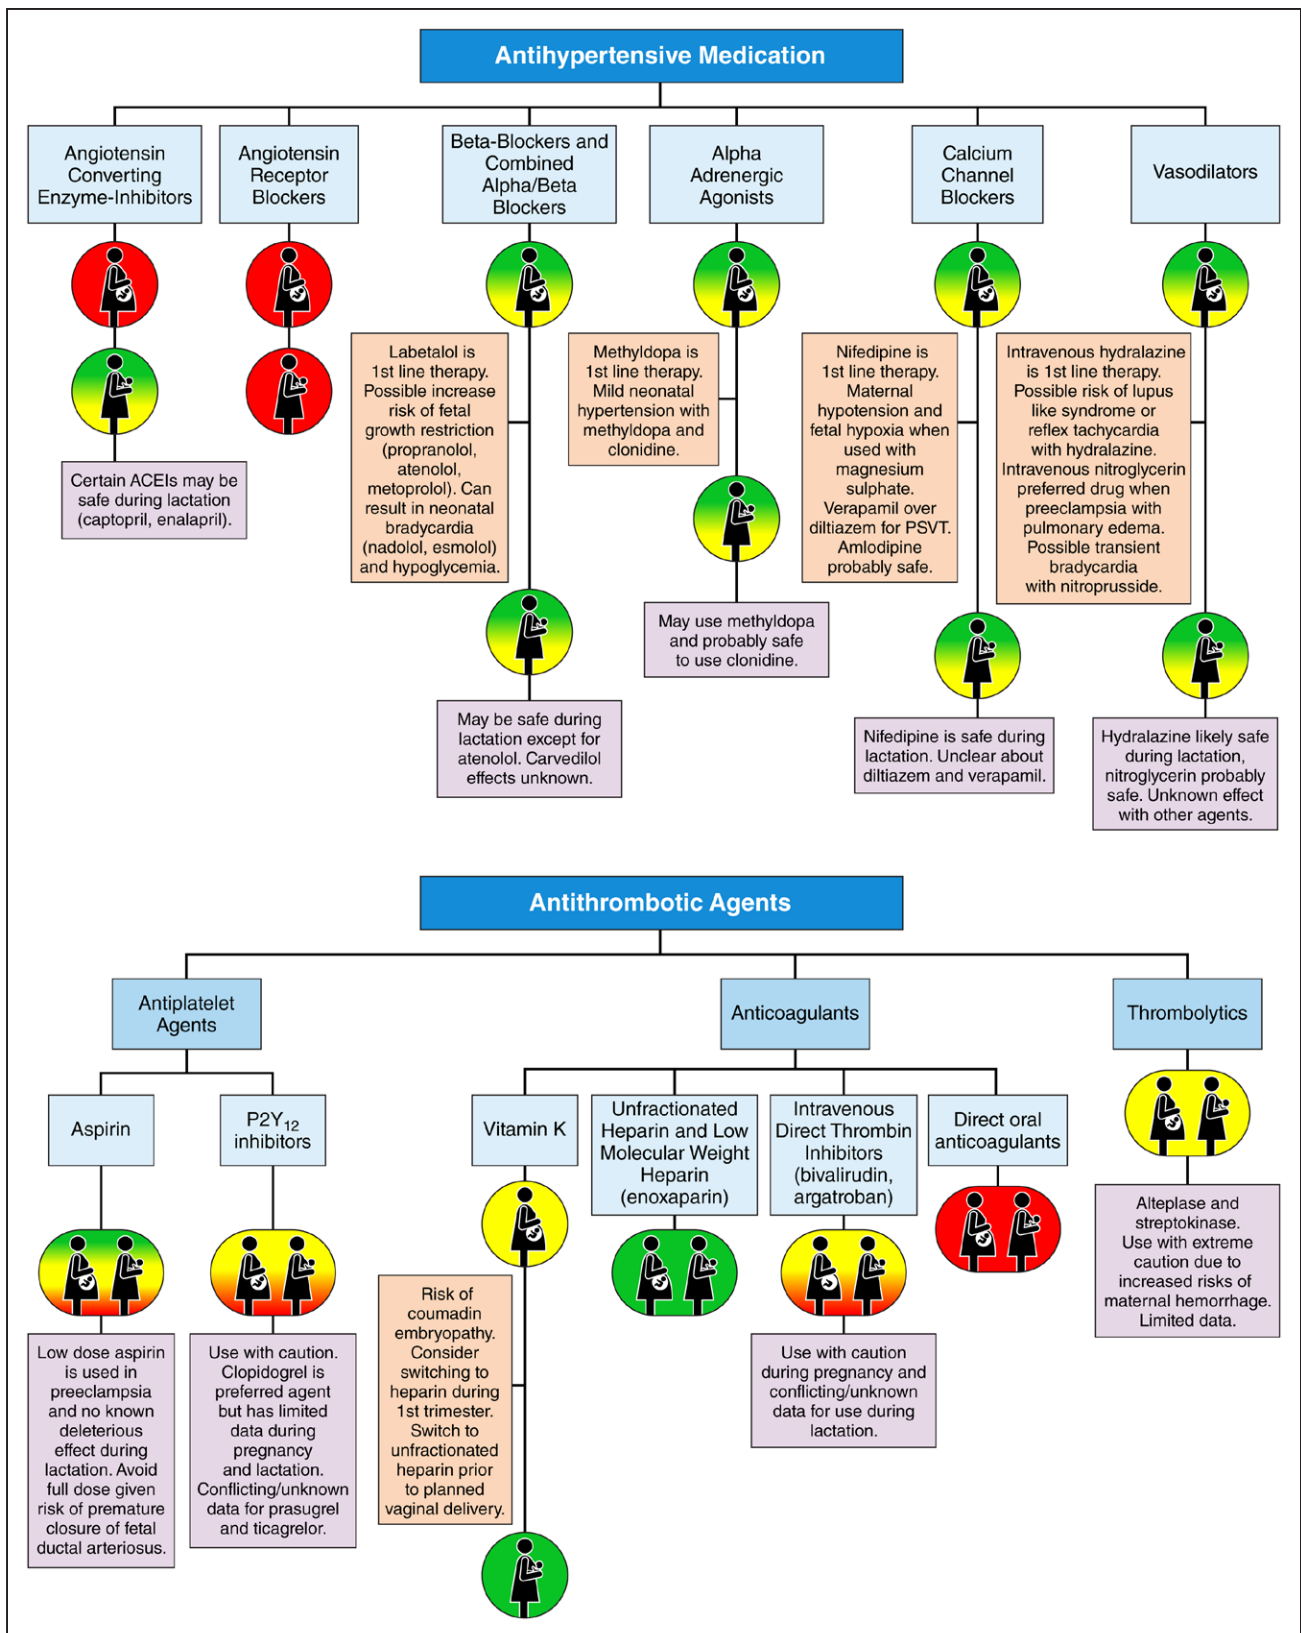 Antihypertensive Medication
Angiotensin
Converting
Enzyme-Inhibitors
Angiotensin
Receptor
Blockers
Beta-Blockers and
Combined
Alpha/Beta
Blockers
Alpha
Adrenergic
Agonists
Calcium
Channel
Blockers
Vasodilators
Certain ACEIs may be
safe during lactation
(captopril, enalapril).
Labetalol is
1st line therapy.
Possible increase
risk of fetal
growth restriction
(propranolol,
atenolol,
metoprolol). Can
result in neonatal
bradycardia
(nadolol, esmolol)
and hypoglycemia.
May be safe during
lactation except for
atenolol. Carvedilol
effects unknown.
Methyldopa is
1st line therapy.
Mild neonatal
hypertension with
methyldopa and
clonidine.
May use methyldopa
and probably safe
to use clonidine.
Nifedipine is
1st line therapy.
Maternal
hypotension and
fetal hypoxia when
used with
magnesium
sulphate.
Verapamil over
diltiazem for PSVT.
Amlodipine
probably safe.
Nifedipine is safe during
lactation. Unclear about
diltiazem and verapamil.
Intravenous hydralazine
is 1st line therapy.
Possible risk of lupus
like syndrome or
reflex tachycardia
with hydralazine.
Intravenous nitroglycerin
preferred drug when
preeclampsia with
pulmonary edema.
Possible transient
bradycardia
with nitroprusside.
Hydralazine likely safe
during lactation,
nitroglycerin probably
safe. Unknown effect
with other agents.
Antithrombotic Agents
Antiplatelet
Agents
Anticoagulants
Thrombolytics
Aspirin
P2Y12
inhibitors
Vitamin K
Unfractionated
Heparin and Low
Molecular Weight
Heparin
(enoxaparin)
Intravenous
Direct Thrombin
Inhibitors
(bivalirudin,
argatroban)
Direct oral
anticoagulants
Low dose aspirin
is used in
preeclampsia
and no known
deleterious
effect during
lactation. Avoid
full dose given
risk of premature
closure of fetal
ductal arteriosus.
Use with caution.
Clopidogrel is
preferred agent
but has limited
data during
pregnancy
and lactation.
Conflicting/unknown
data for prasugrel
and ticagrelor.
Risk of
coumadin
embryopathy.
Consider
switching to
heparin during
1st trimester.
Switch to
unfractionated
heparin prior
to planned
vaginal delivery.
Use with caution
during pregnancy and
conflicting/unknown
data for use during
lactation.
Alteplase and
streptokinase.
Use with extreme
caution due to
increased risks of
maternal hemorrhage.
Limited data.